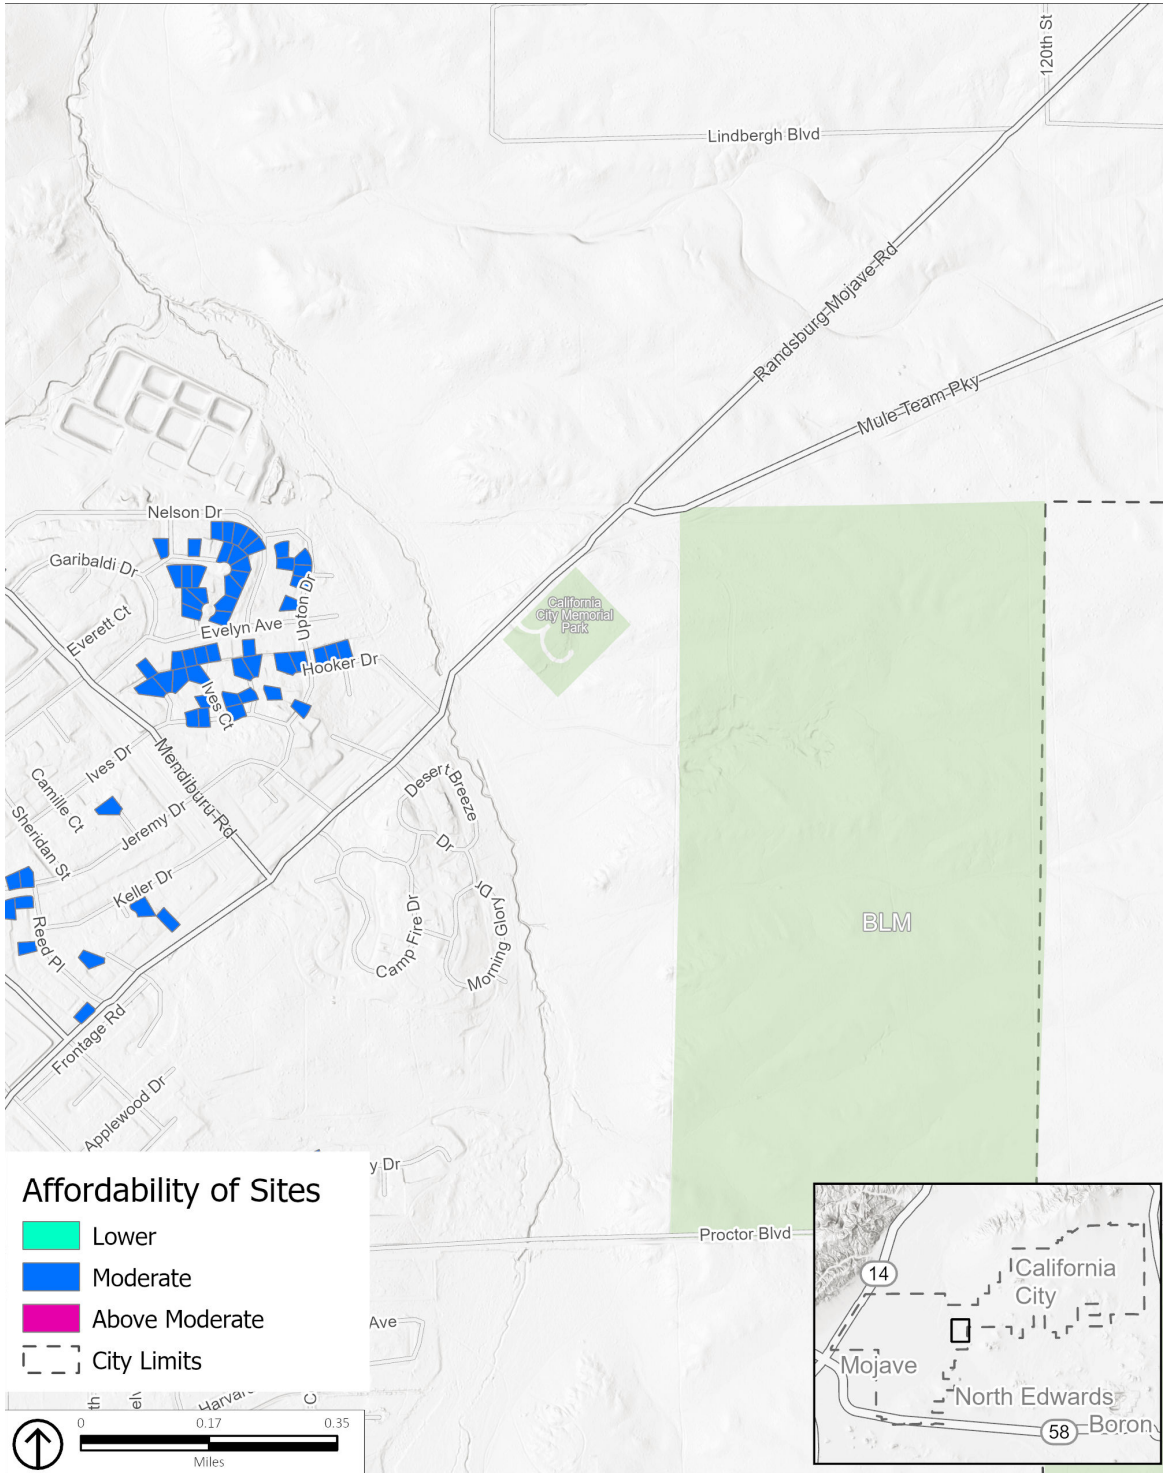 120th St
Lindbergh Blvd
Randsburg-Mojave-Rd
Mule-Team-Pky
Nelson Dr
Garibaldi Dr
Upton Dr
California
City Memorial
Park
Everett Ct
Evelyn Ave
Hooker Dr
Ives Ct
Ives Dr
Mendiburu-Rd
Camille Ct
Desert Breeze
Dr
Sheridan St
Jeremy Dr
Keller Dr
Reed Pl
Camp Fire Dr
Morning Glory Dr
BLM
Frontage Rd
Applewood Dr
y Dr
Proctor Blvd
Affordability of Sites
Lower
Moderate
Above Moderate
City Limits
Ave
th
elv
Harvar
C
0 0.17 0.35
Miles
14
California
City
Mojave
North Edwards
Boron
58